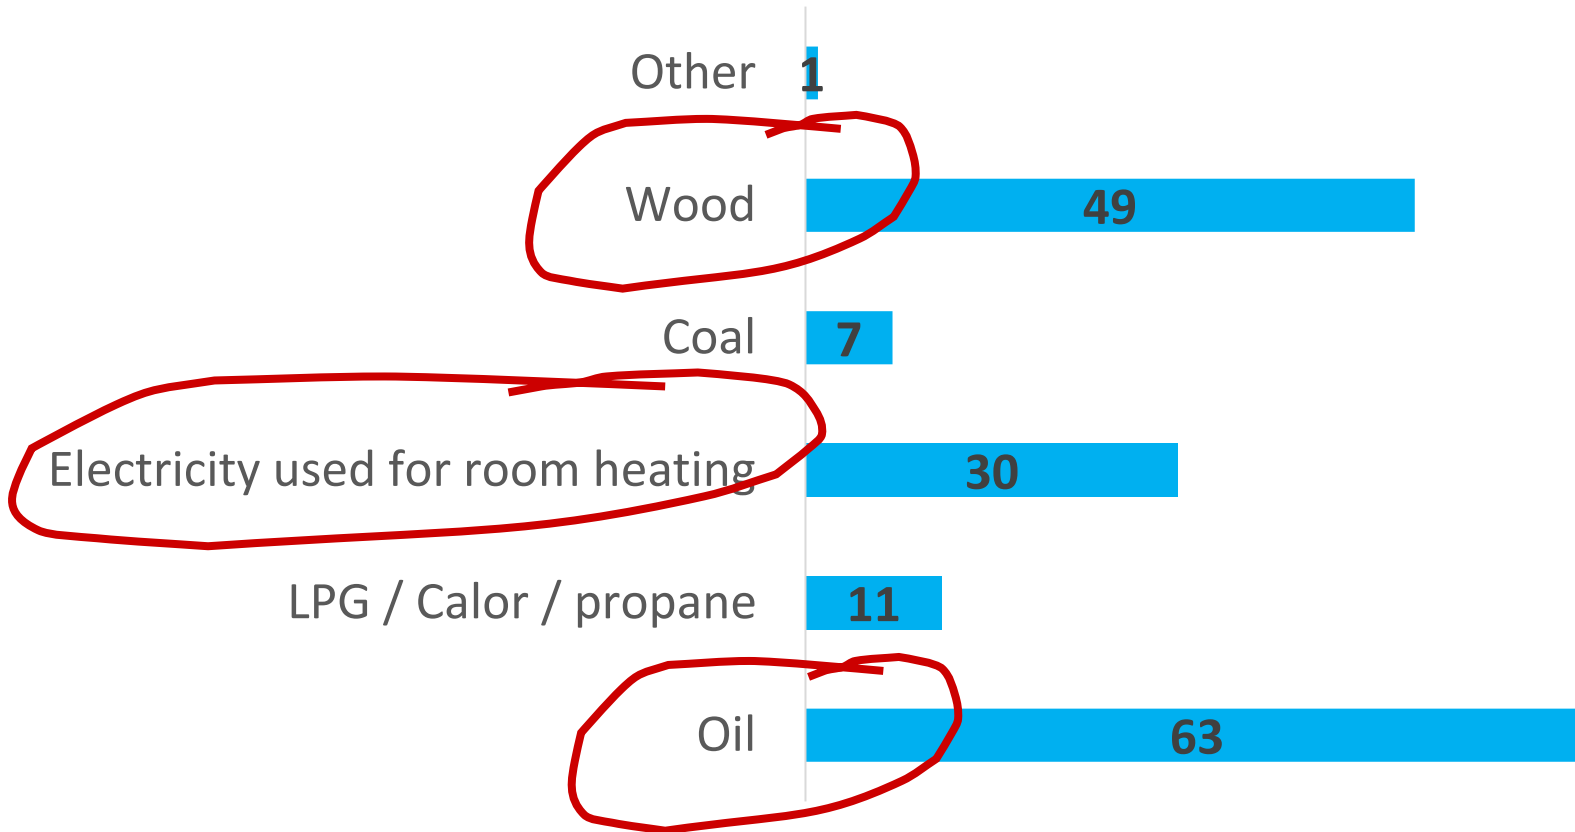 Other 1
Wood 49
Coal 7
Electricity used for room heating 30
LPG / Calor / propane 11
Oil 63